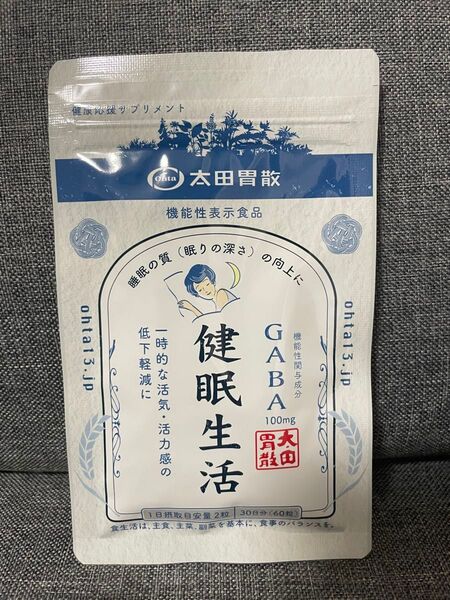 健康応援サプリメント
Ohta 太田胃散
機能性表示食品
睡眠の質（眠りの深さ）の向上に
機能性関与成分
GABA
100mg
健眠生活
一時的な活気・活力感の
低下軽減に
太田胃散
ohta13.jp
ohta13.jp
1日摂取目安量2粒 30日分(60粒)
食生活は、主食、主菜、副菜を基本に、食事のバランスを。